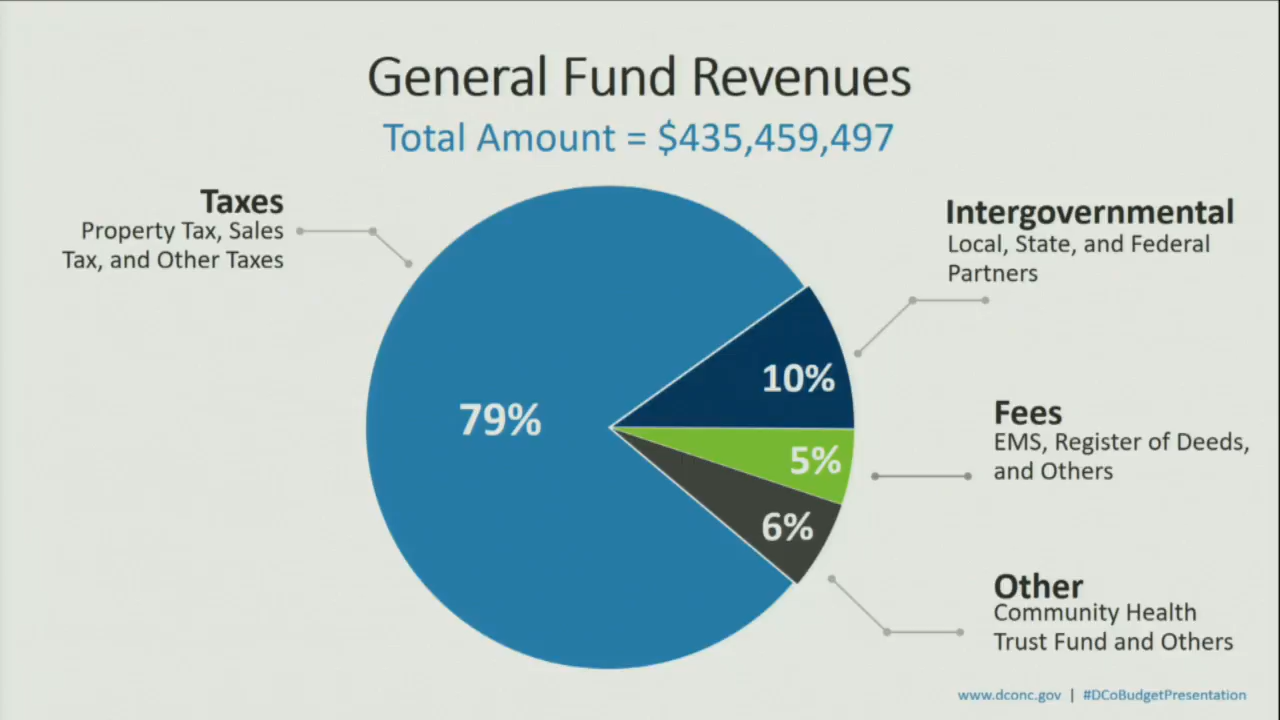 General Fund Revenues
Total Amount = $435,459,497
Taxes
Property Tax, Sales
Tax, and Other Taxes
79%
Intergovernmental
Local, State, and Federal
Partners
10%
Fees
EMS, Register of Deeds,
and Others
5%
Other
Community Health
Trust Fund and Others
6%
www.dconc.gov | #DCoBudgetPresentation